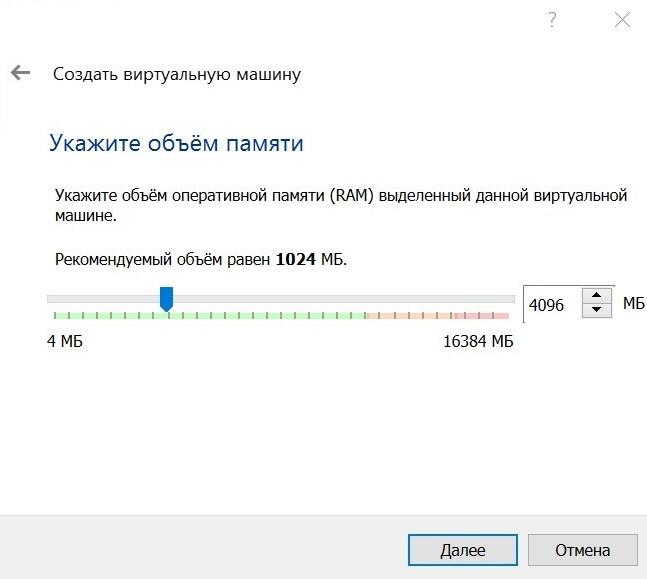 ?
Создать виртуальную машину
Укажите объём памяти
Укажите объём оперативной памяти (RAM) выделенный данной виртуальной
машине.
Рекомендуемый объём равен 1024 МБ.
4096 МБ
4 МБ 16384 МБ
Далее Отмена